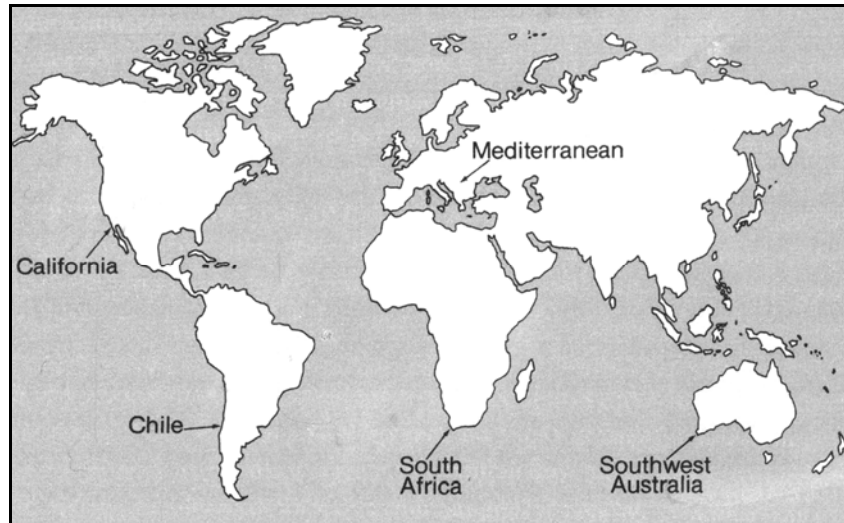 Mediterranean
California
Chile
South
Africa
Southwest
Australia